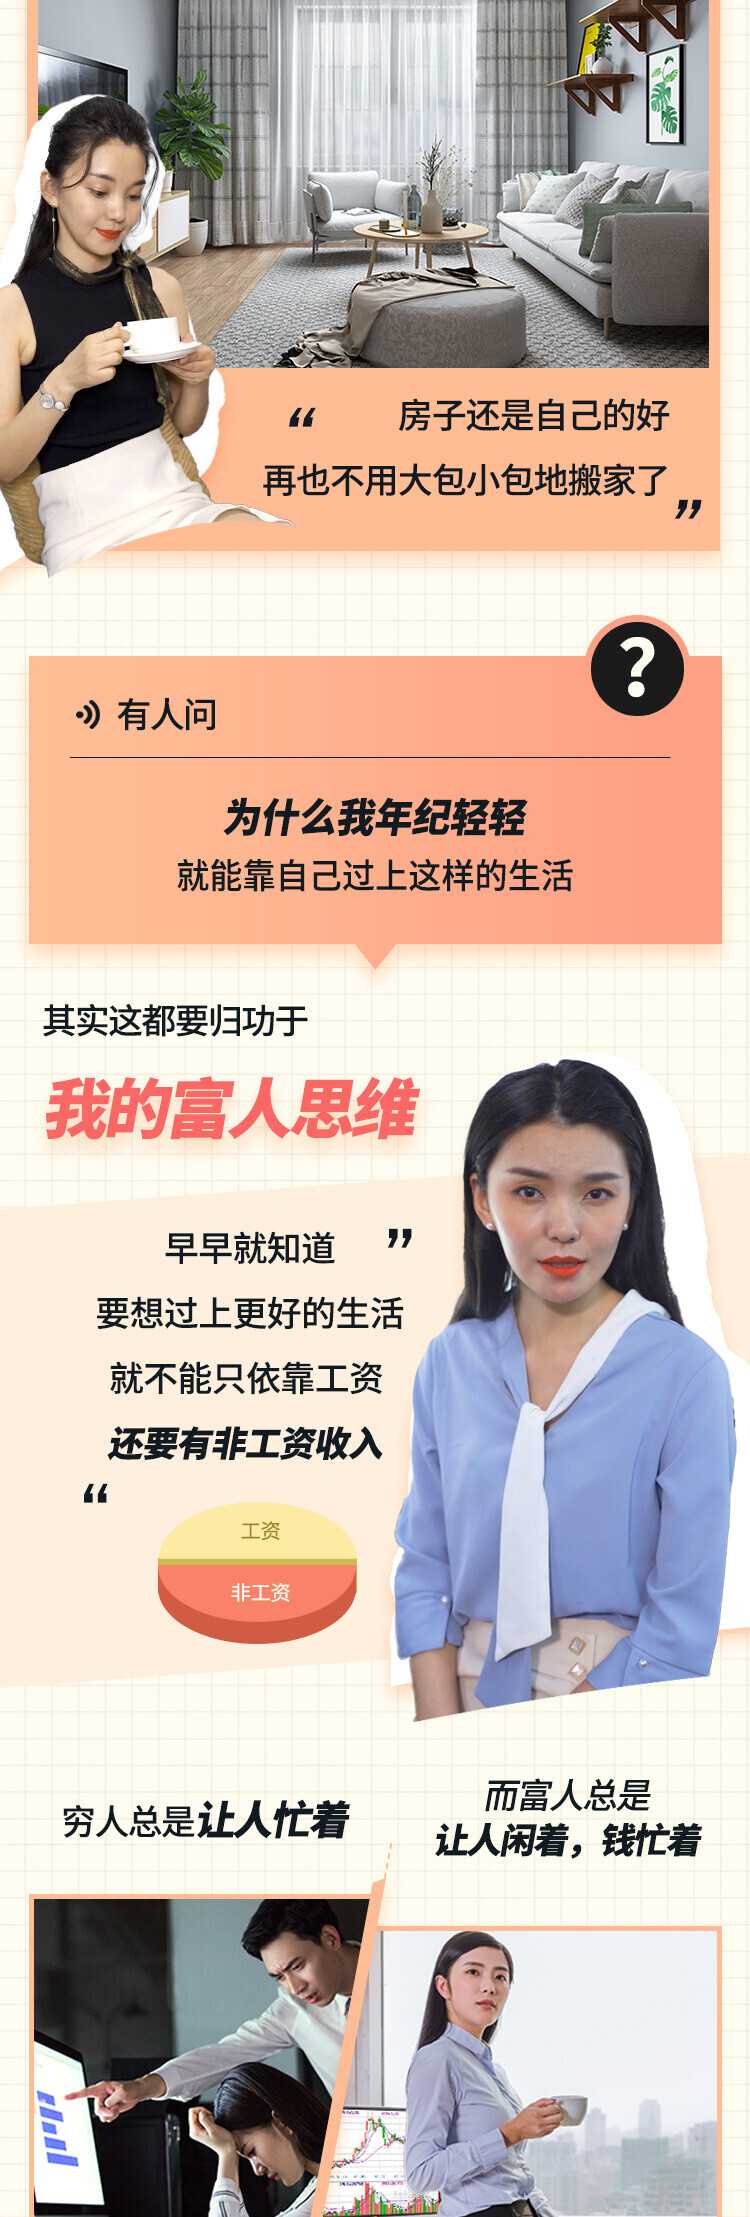 “ 房子还是自己的好
再也不用大包小包地搬家了 ”
?
有人问
为什么我年纪轻轻
就能靠自己过上这样的生活
其实这都要归功于
我的富人思维
早早就知道 ”
要想过上更好的生活
就不能只依靠工资
还要有非工资收入
“
工资
非工资
穷人总是让人忙着
而富人总是
让人闲着，钱忙着